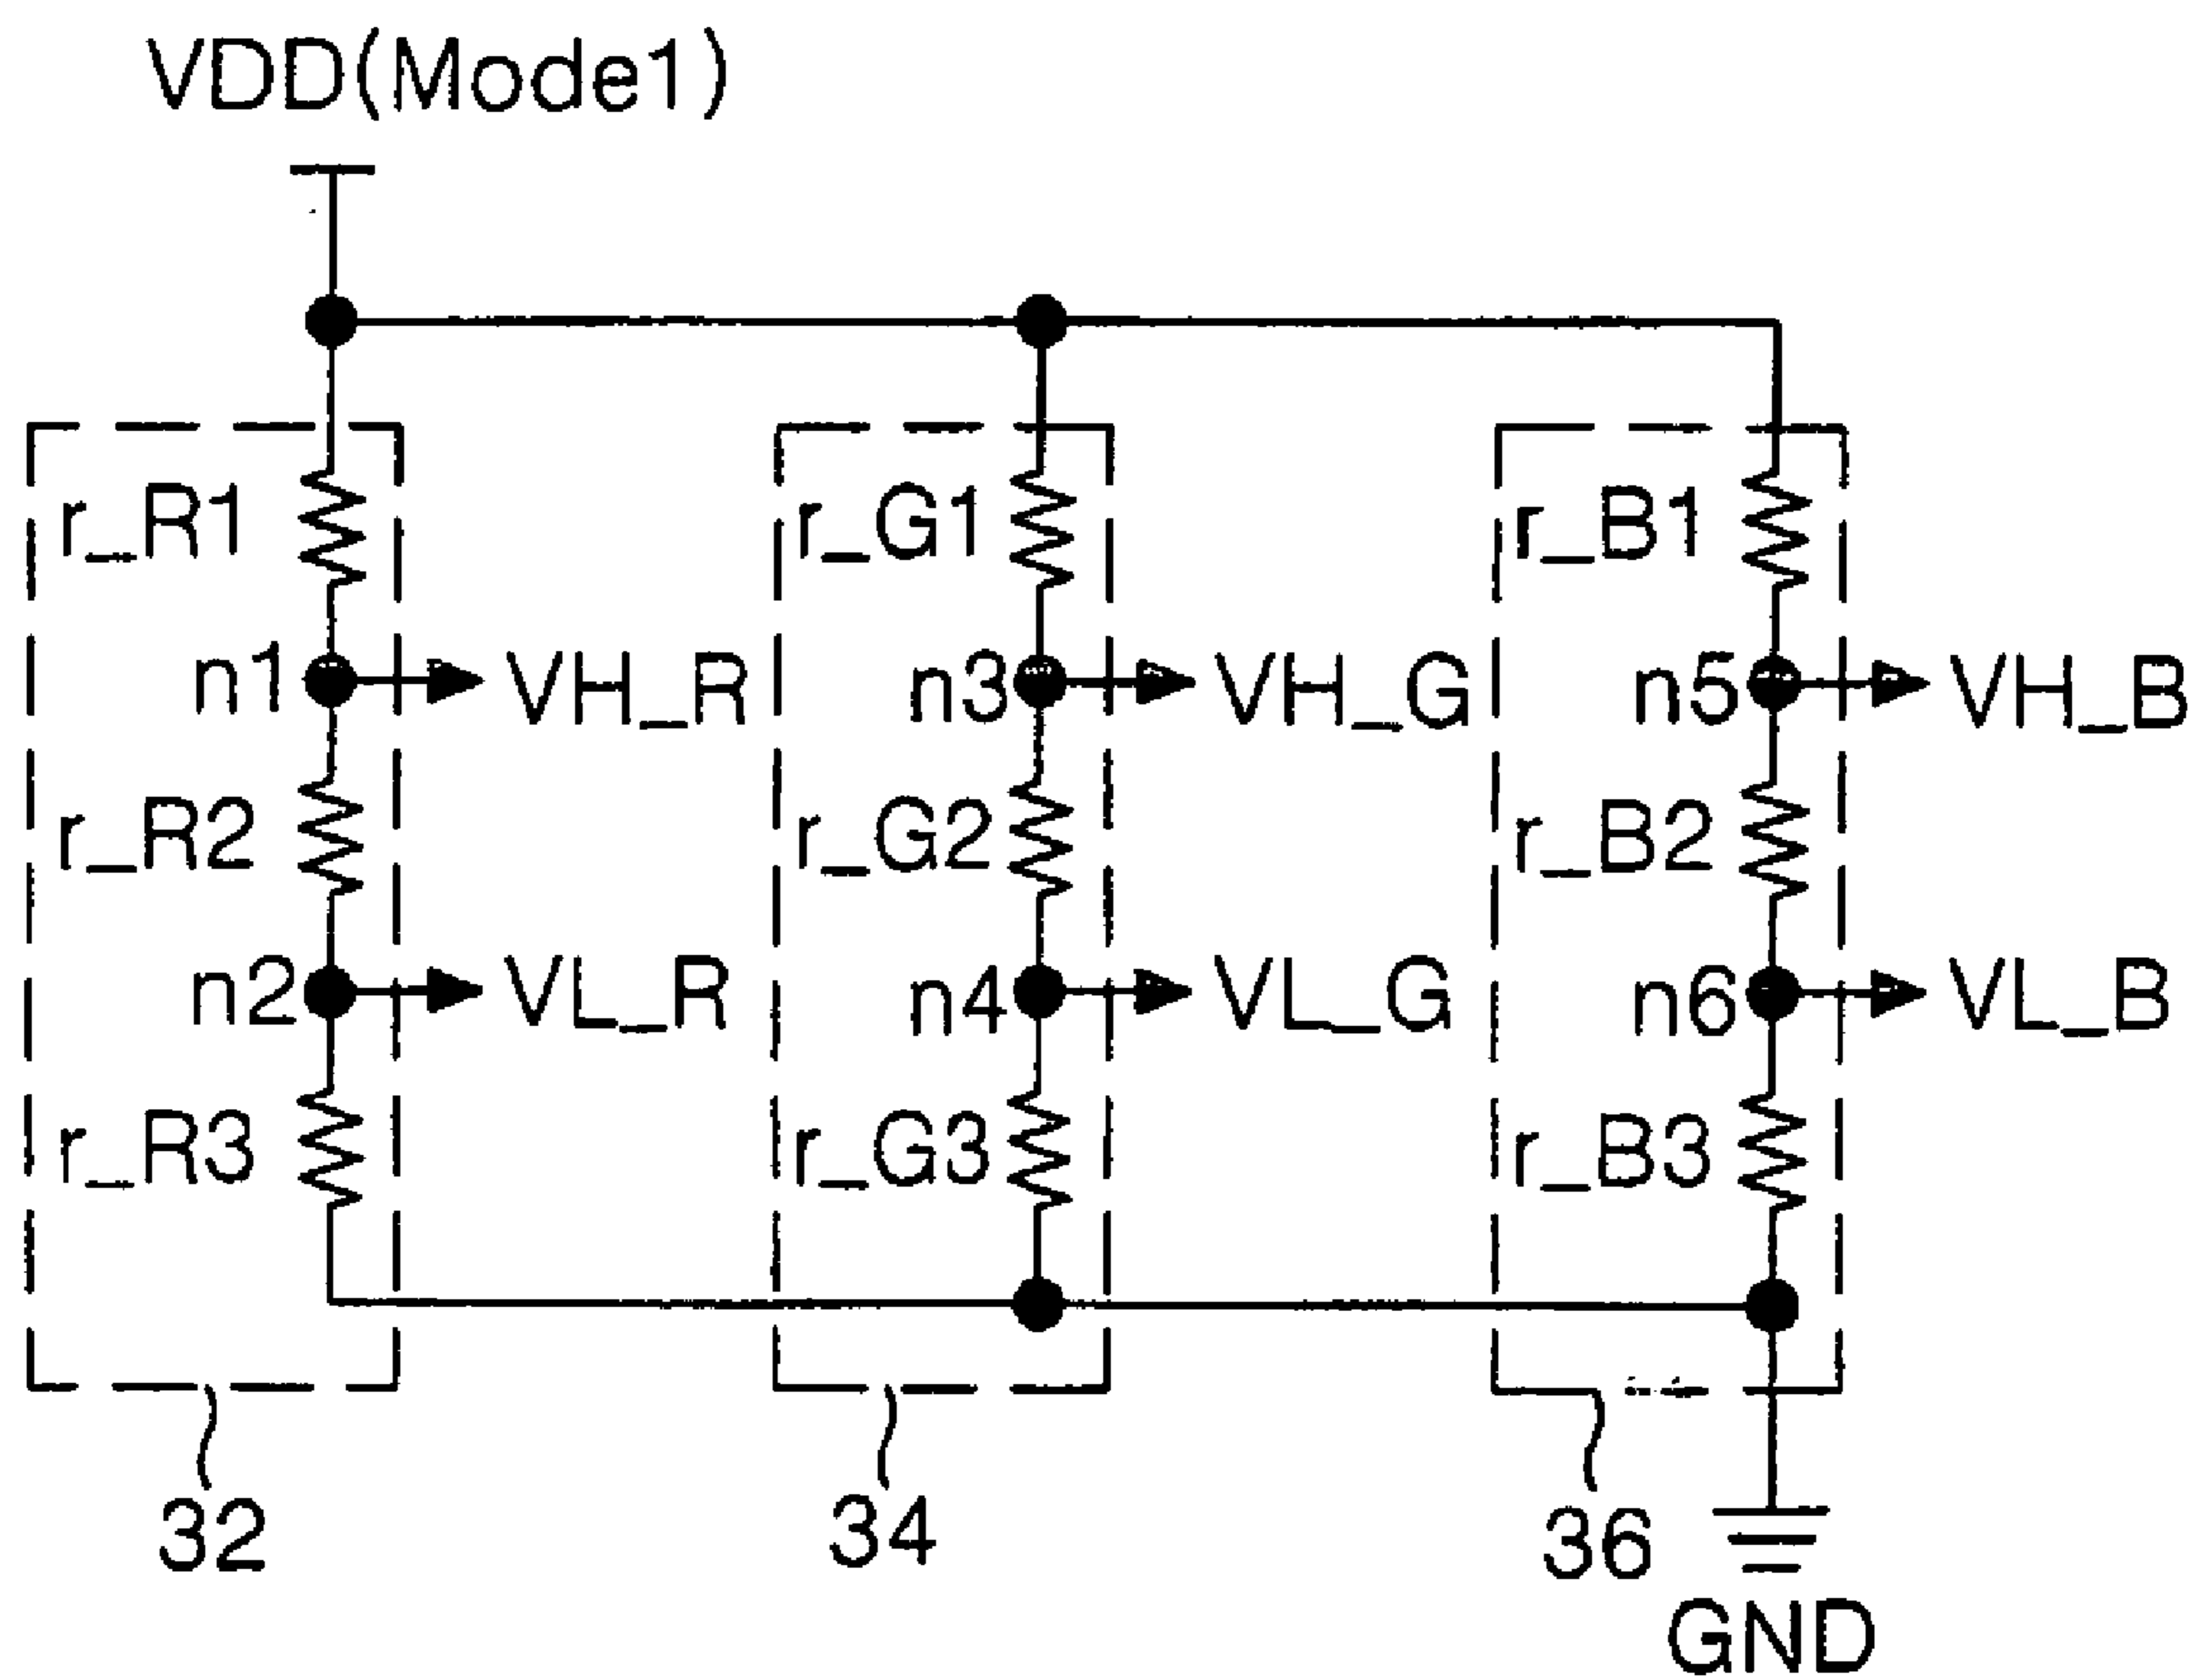 VDD(Mode1)
r_R1
r_G1
r_B1
n1
VH_R
n3
VH_G
n5
VH_B
r_R2
r_G2
r_B2
n2
VL_R
n4
VL_G
n6
VL_B
r_R3
r_G3
r_B3
32
34
36
GND